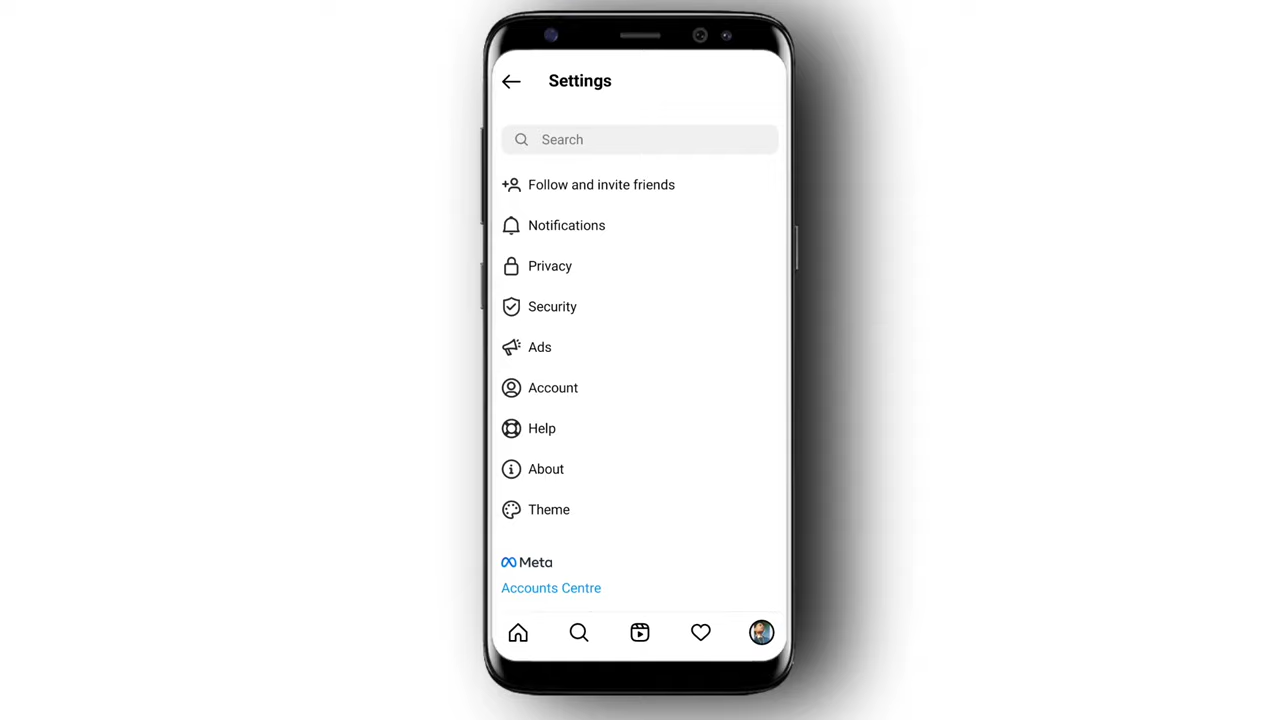 Settings
Search
Follow and invite friends
Notifications
Privacy
Security
Ads
Account
Help
About
Theme
Meta
Accounts Centre